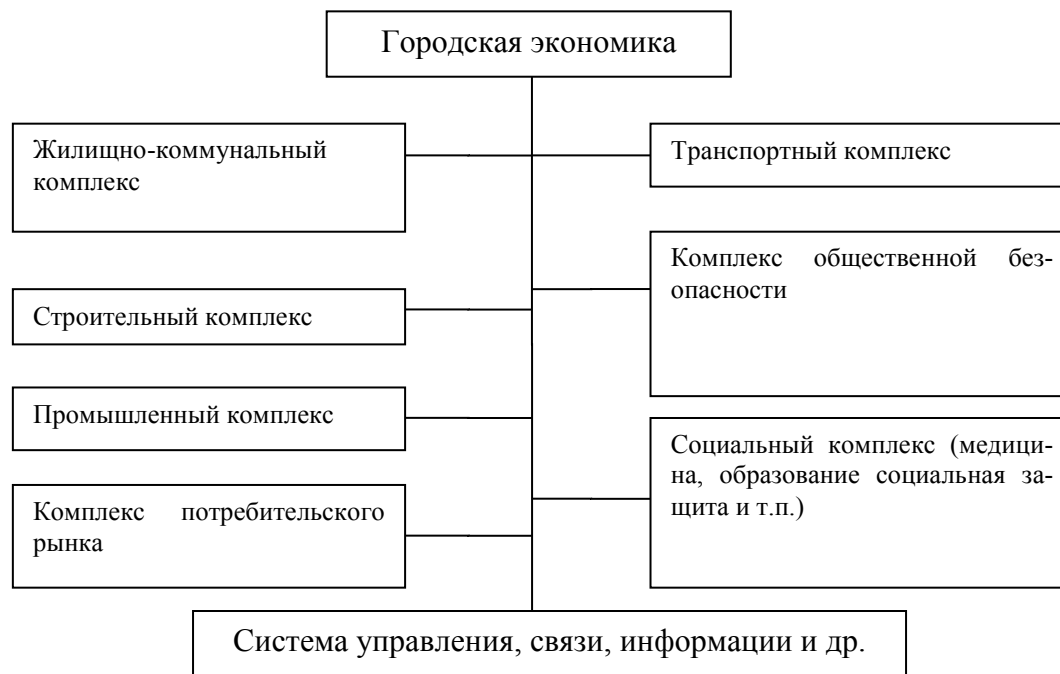 Городская экономика
Жилищно-коммунальный
комплекс
Строительный комплекс
Промышленный комплекс
Комплекс потребительского
рынка
Транспортный комплекс
Комплекс общественной без-
опасности
Социальный комплекс (медици-
на, образование социальная за-
щита и т.п.)
Система управления, связи, информации и др.